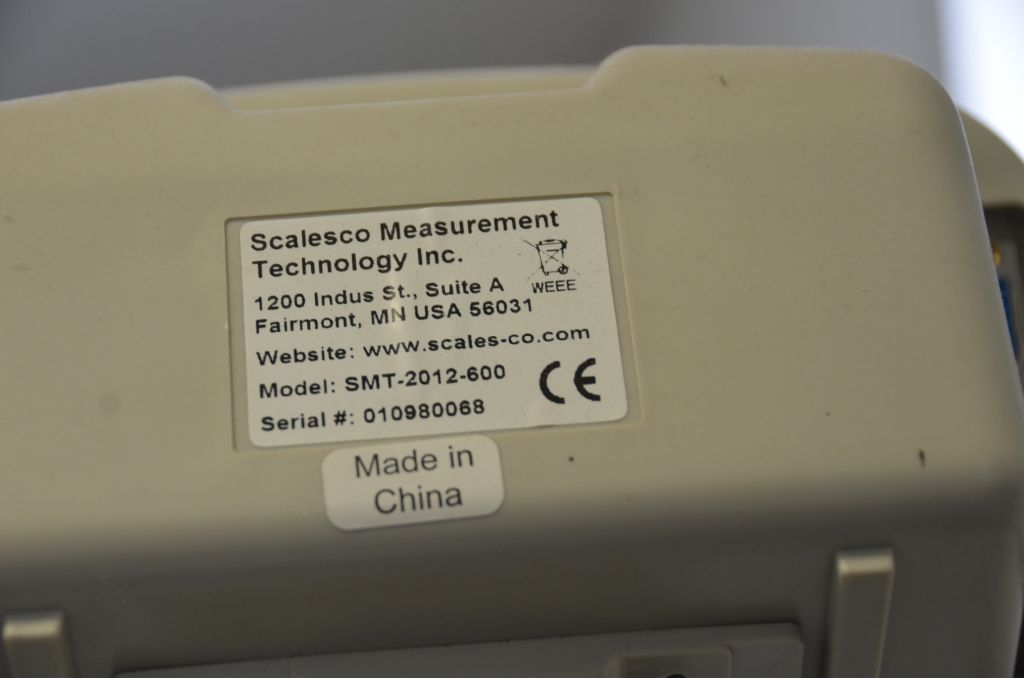 Scalesco Measurement
Technology Inc.
WEEE
1200 Indus St., Suite A
Fairmont, MN USA 56031
Website: www.scales-co.com
Model: SMT-2012-600
CE
Serial #: 010980068
Made in
China